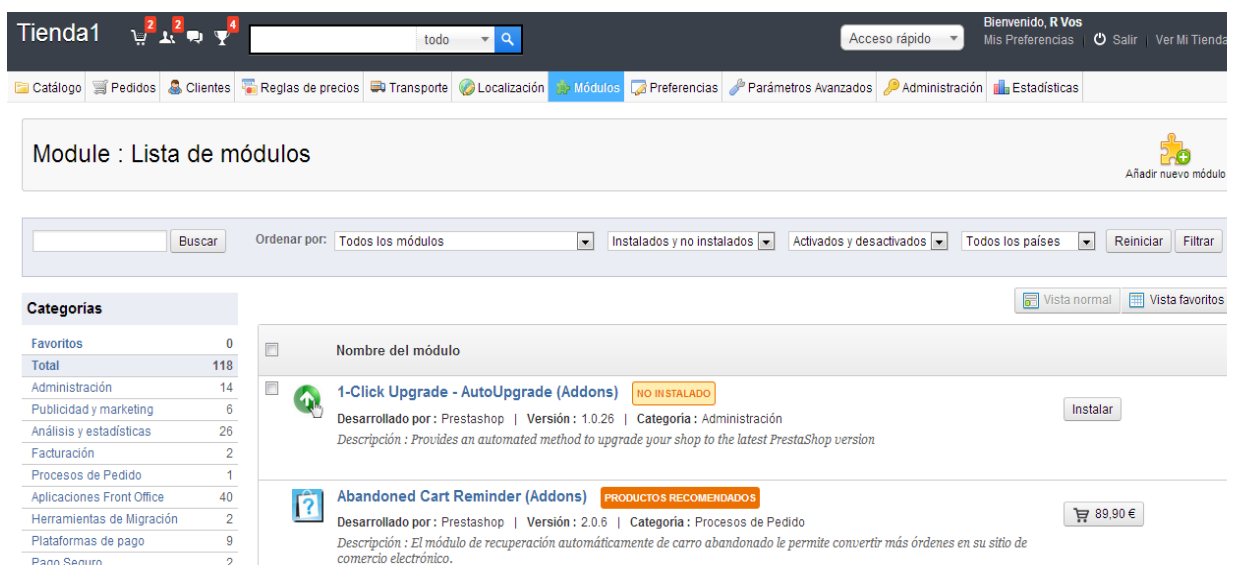 Tienda1 2 2 4 todo Acceso rápido Bienvenido, R Vos
Mis Preferencias Salir Ver Mi Tienda
Catálogo Pedidos Clientes Reglas de precios Transporte Localización Módulos Preferencias Parámetros Avanzados Administración Estadísticas
Module : Lista de módulos
Añadir nuevo módulo
Buscar Ordenar por: Todos los módulos Instalados y no instalados Activados y desactivados Todos los países Reiniciar Filtrar
Vista normal Vista favoritos
Categorías
Favoritos 0
Total 118
Administración 14
Publicidad y marketing 6
Análisis y estadísticas 26
Facturación 2
Procesos de Pedido 1
Aplicaciones Front Office 40
Herramientas de Migración 2
Plataformas de pago 9
Pago Seguro 2
Nombre del módulo
1-Click Upgrade - AutoUpgrade (Addons) NO INSTALADO
Desarrollado por : Prestashop | Versión : 1.0.26 | Categoria : Administración
Descripción : Provides an automated method to upgrade your shop to the latest PrestaShop version
Instalar
Abandoned Cart Reminder (Addons) PRODUCTOS RECOMENDADOS
Desarrollado por : Prestashop | Versión : 2.0.6 | Categoria : Procesos de Pedido
Descripción : El módulo de recuperación automáticamente de carro abandonado le permite convertir más órdenes en su sitio de
comercio electrónico.
89,90 €